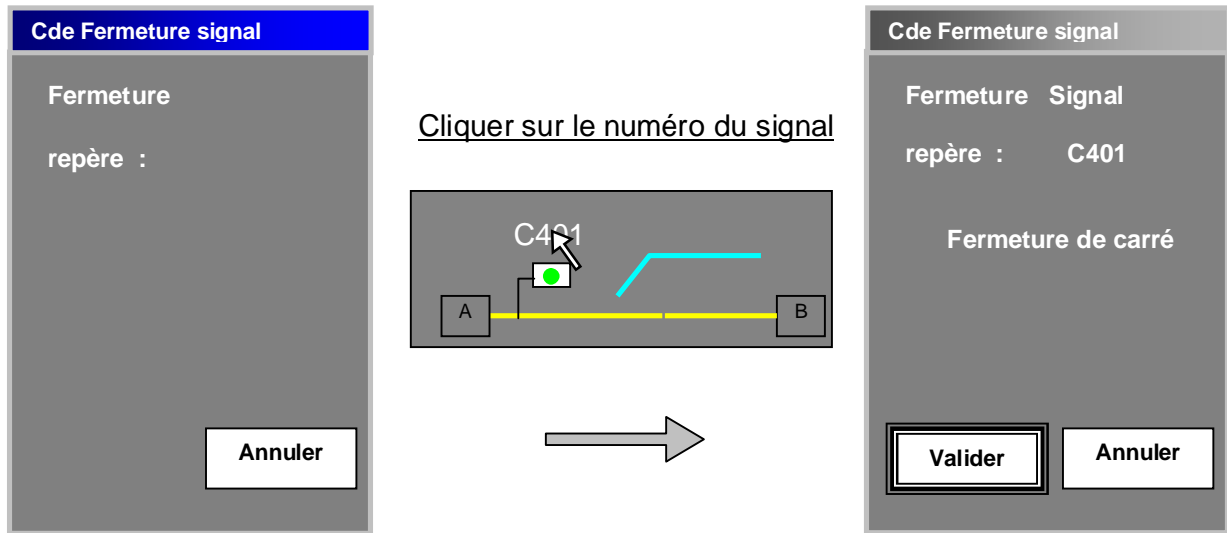 Cde Fermeture signal
Fermeture
repère :
Annuler
Cliquer sur le numéro du signal
C401
A
B
Cde Fermeture signal
Fermeture Signal
repère : C401
Fermeture de carré
Valider
Annuler